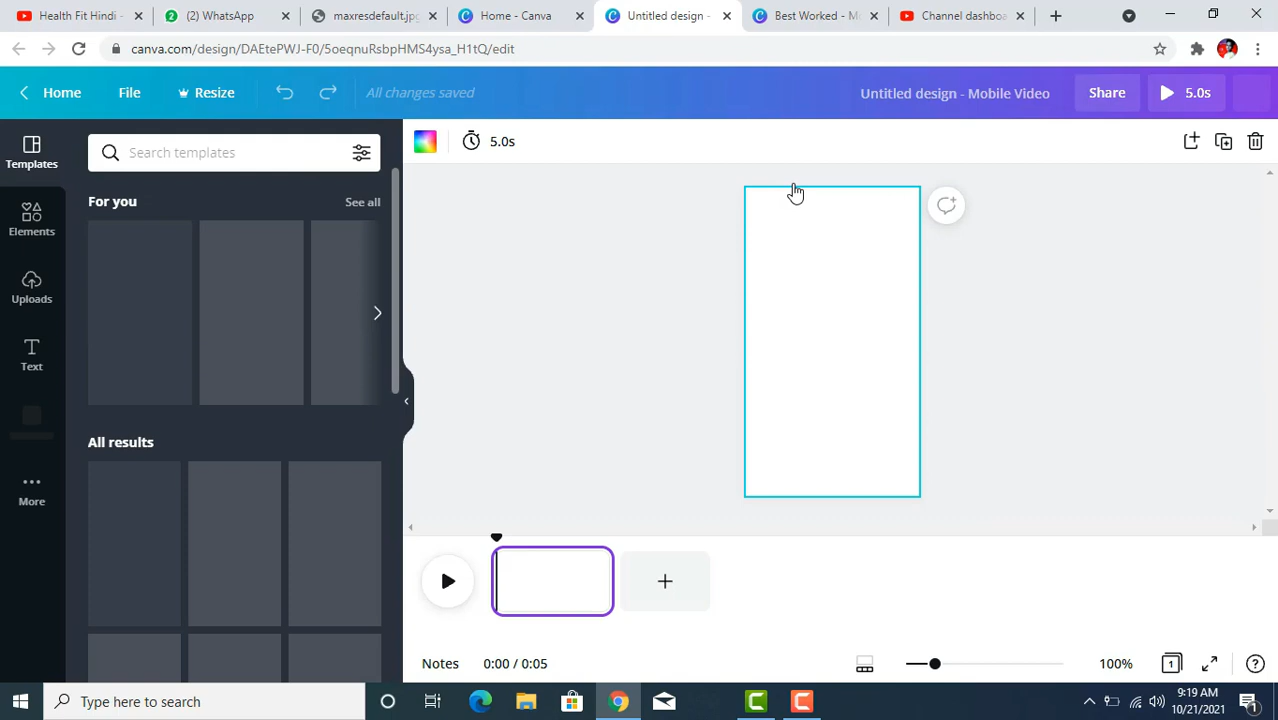 Health Fit Hindi -
(2) WhatsApp
maxresdefault.jpg
Home - Canva
Untitled design -
Best Worked - M
Channel dashboa
canva.com/design/DAEtePWJ-F0/5oeqnuRsbpHMS4ysa_H1tQ/edit
Home
File
Resize
All changes saved
Untitled design - Mobile Video
Share
5.0s
Templates
Search templates
5.0s
For you
See all
Elements
Uploads
Text
All results
More
Notes
0:00 / 0:05
100%
1
Type here to search
9:19 AM
10/21/2021
1